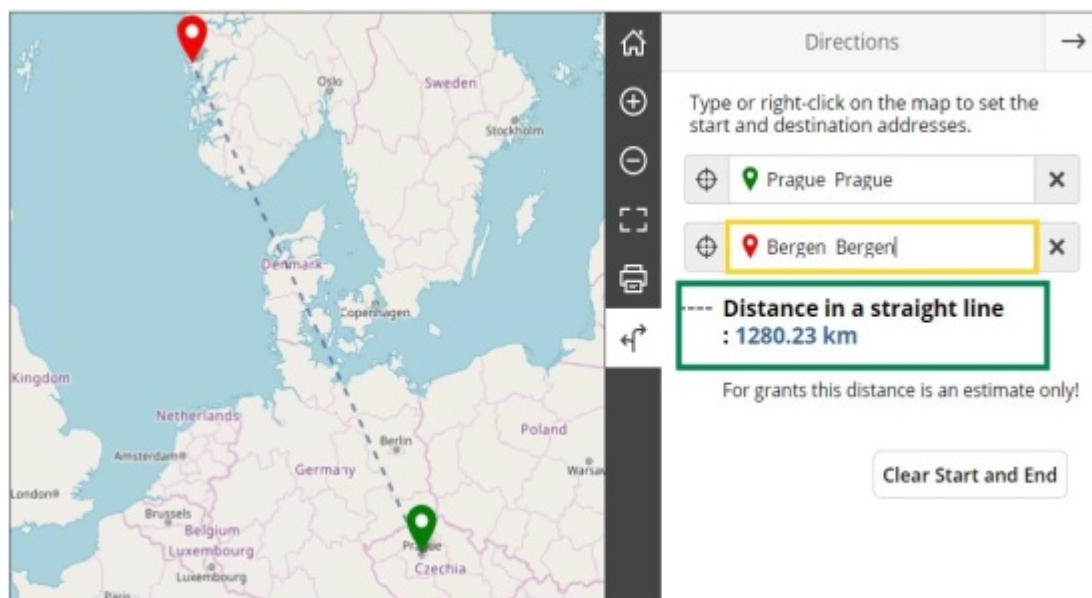 Oslo
Sweden
Stockholm
Denmark
Copenhagen
Kingdom
Netherlands
Berlin
Poland
Amsterdam
Germany
London
Brussels
Belgium
Luxembourg
Luxembourg
Czechia
Paris
Directions
Type or right-click on the map to set the
start and destination addresses.
Prague Prague
Bergen Bergen
Distance in a straight line
: 1280.23 km
For grants this distance is an estimate only!
Clear Start and End